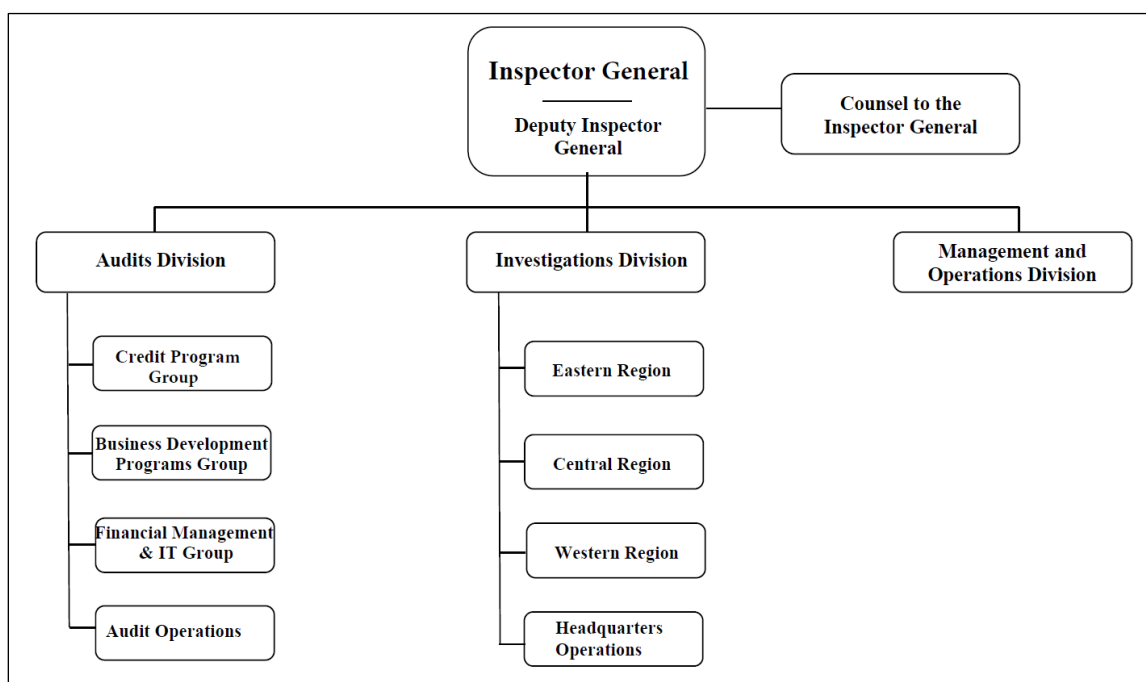 Inspector General
Deputy Inspector
General
Counsel to the
Inspector General
Audits Division
Investigations Division
Management and
Operations Division
Credit Program
Group
Business Development
Programs Group
Financial Management
& IT Group
Audit Operations
Eastern Region
Central Region
Western Region
Headquarters
Operations